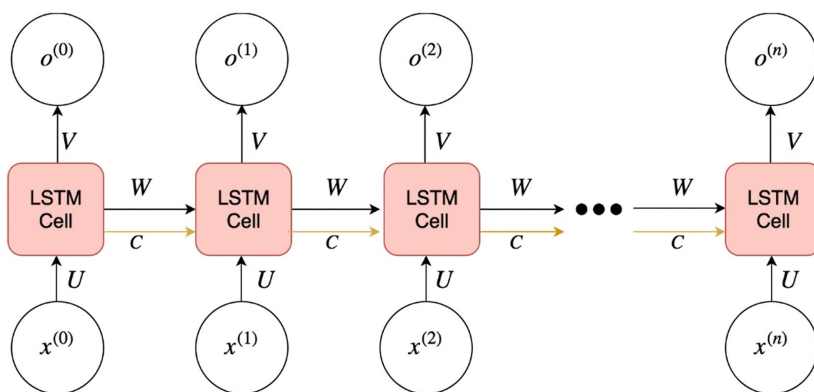 o^(0) o^(1) o^(2) o^(n)
V V V V
LSTM Cell W LSTM Cell W LSTM Cell W ●●● W LSTM Cell
C C C C
U U U U
x^(0) x^(1) x^(2) x^(n)